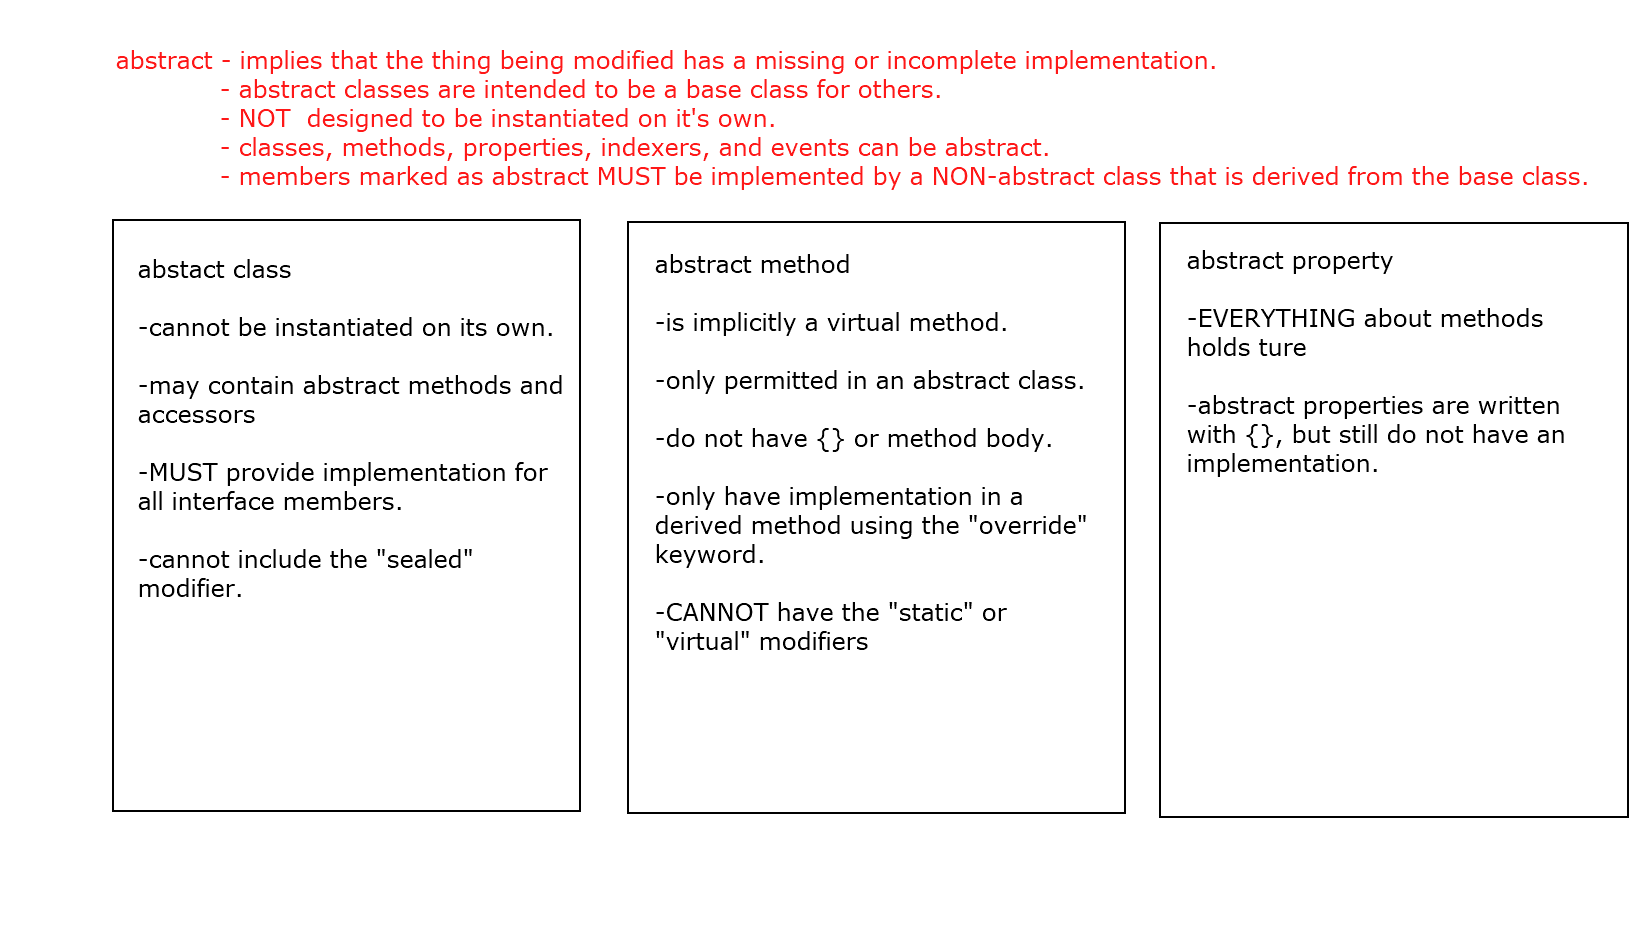 abstract - implies that the thing being modified has a missing or incomplete implementation.
- abstract classes are intended to be a base class for others.
- NOT  designed to be instantiated on it's own.
- classes, methods, properties, indexers, and events can be abstract.
- members marked as abstract MUST be implemented by a NON-abstract class that is derived from the base class.
abstact class
-cannot be instantiated on its own.
-may contain abstract methods and
accessors
-MUST provide implementation for
all interface members.
-cannot include the "sealed"
modifier.
abstract method
-is implicitly a virtual method.
-only permitted in an abstract class.
-do not have {} or method body.
-only have implementation in a
derived method using the "override"
keyword.
-CANNOT have the "static" or
"virtual" modifiers
abstract property
-EVERYTHING about methods
holds ture
-abstract properties are written
with {}, but still do not have an
implementation.